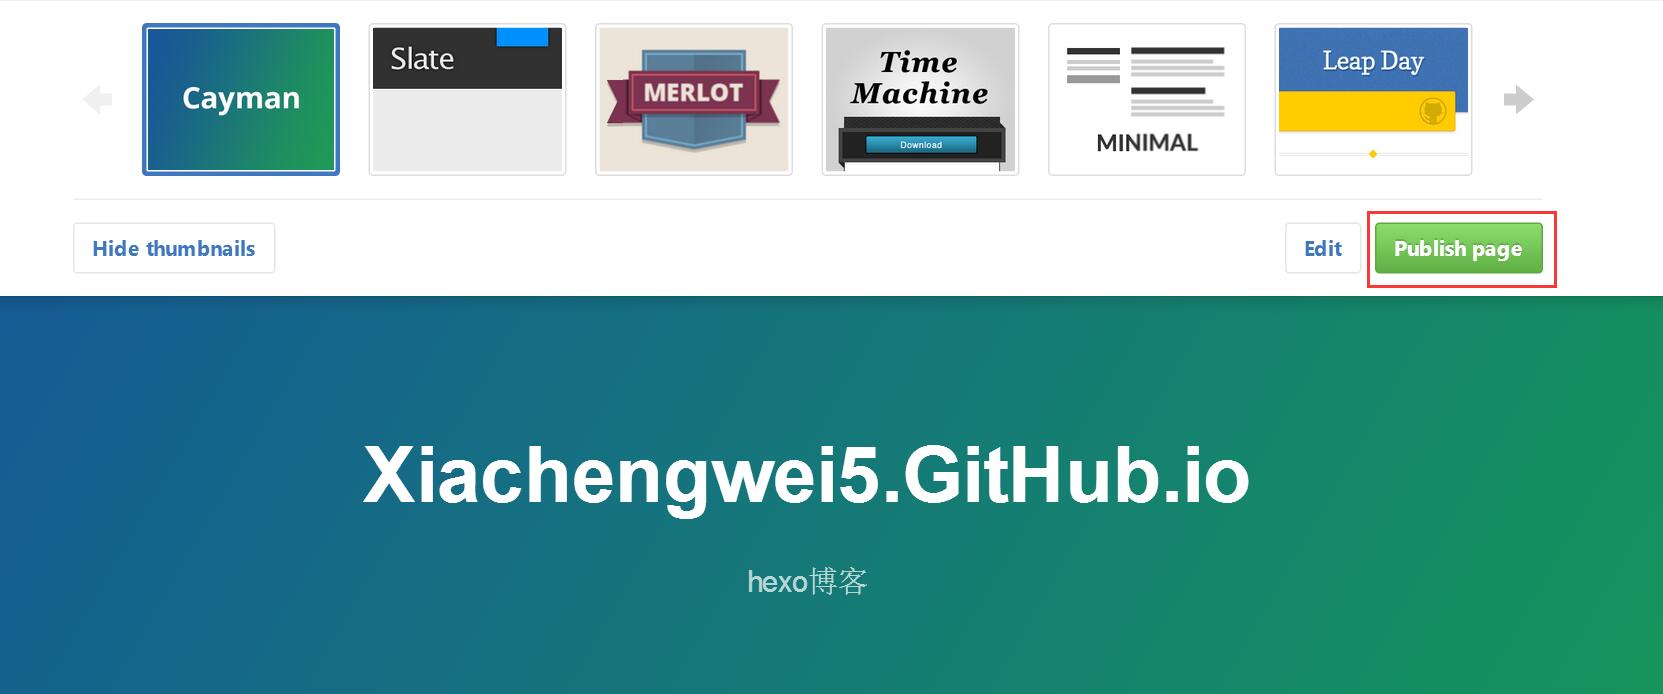 Cayman
Slate
MERLOT
Time
Machine
Download
MINIMAL
Leap Day
Hide thumbnails
Edit
Publish page
Xiachengwei5.GitHub.io
hexo博客